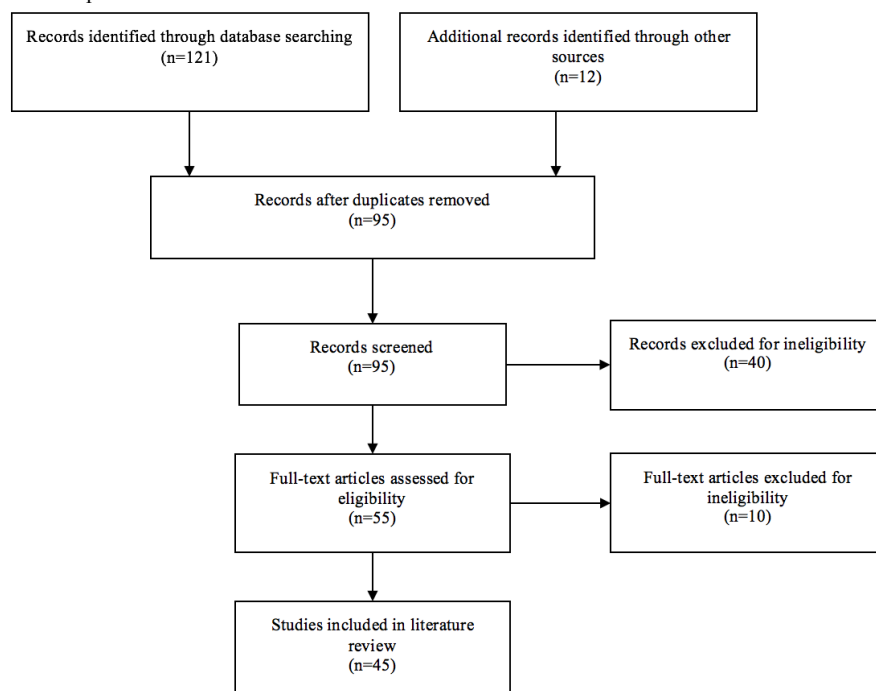 Records identified through database searching
(n=121)
Additional records identified through other
sources
(n=12)
Records after duplicates removed
(n=95)
Records screened
(n=95)
Records excluded for ineligibility
(n=40)
Full-text articles assessed for
eligibility
(n=55)
Full-text articles excluded for
ineligibility
(n=10)
Studies included in literature
review
(n=45)